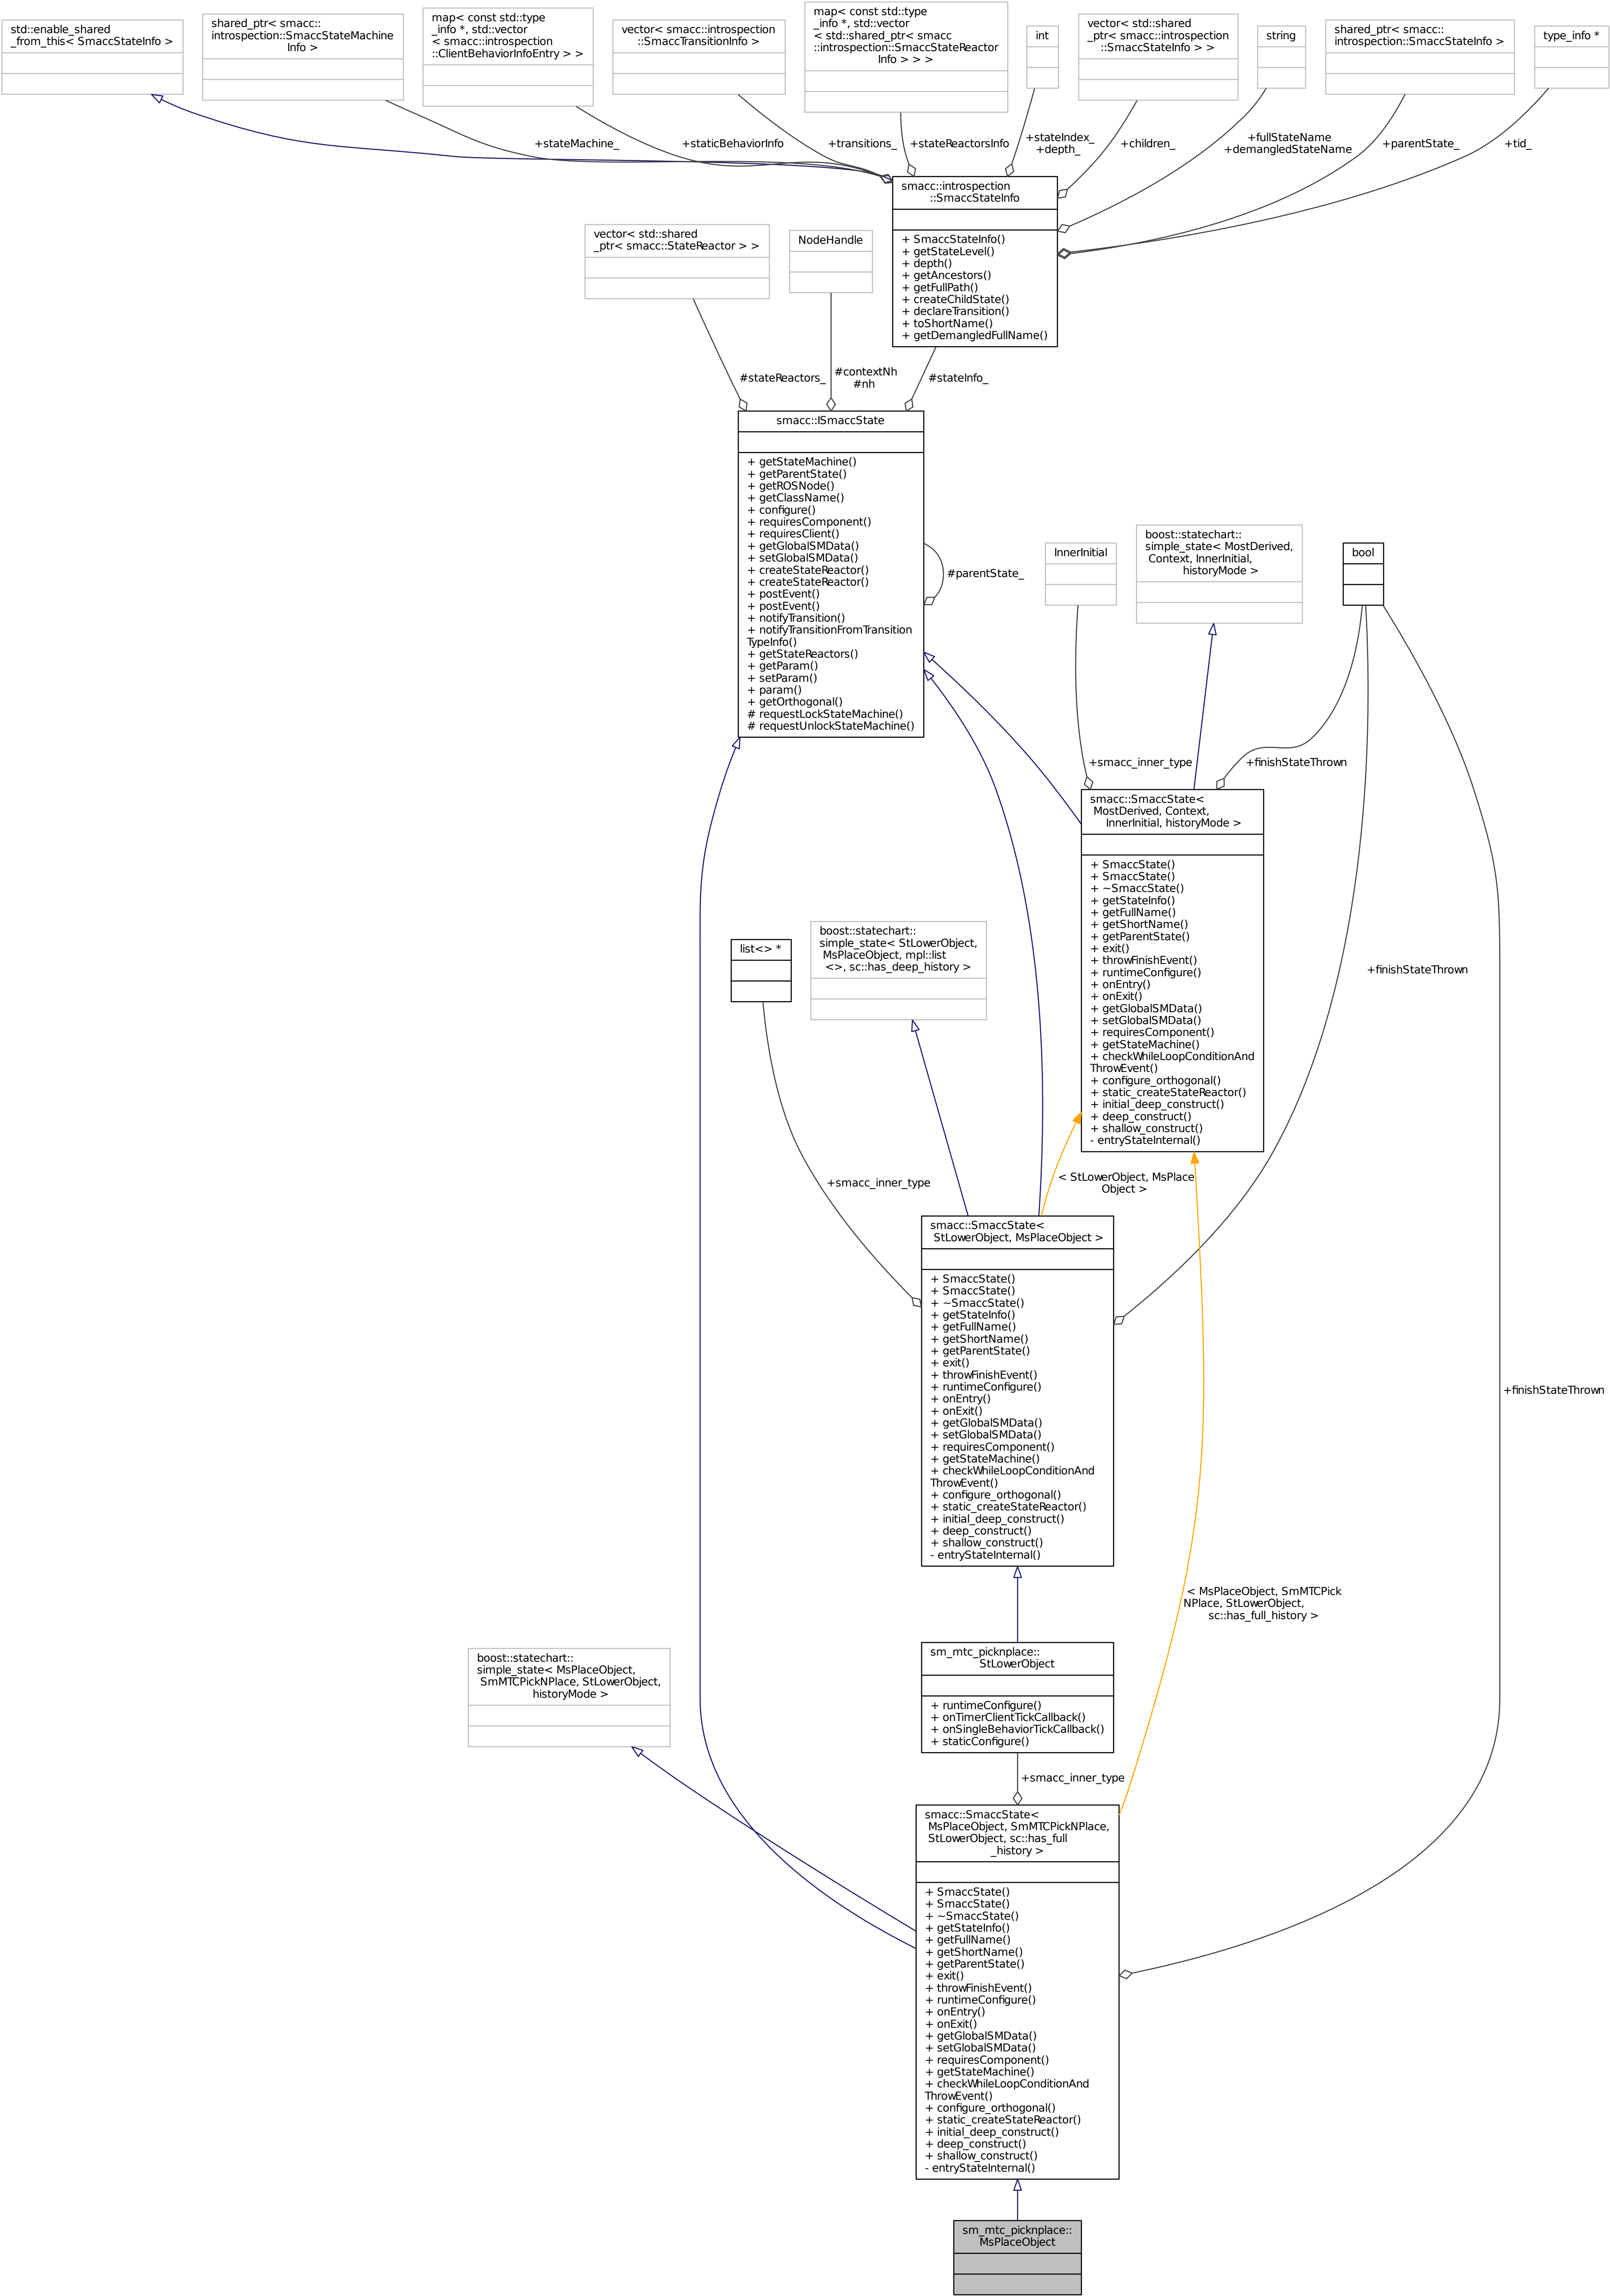 std::enable_shared
_from_this< SmaccStateInfo >
shared_ptr< smacc::
introspection::SmaccStateMachine
Info >
map< const std::type
_info *, std::vector
< smacc::introspection
::ClientBehaviorInfoEntry > >
vector< smacc::introspection
::SmaccTransitionInfo >
map< const std::type
_info *, std::vector
< std::shared_ptr< smacc
::introspection::SmaccStateReactor
Info > > >
int
vector< std::shared
_ptr< smacc::introspection
::SmaccStateInfo > >
string
shared_ptr< smacc::
introspection::SmaccStateInfo >
type_info *
+stateMachine_
+staticBehaviorInfo
+transitions_
+stateReactorsInfo
+stateIndex_
+depth_
+children_
+fullStateName
+demangledStateName
+parentState_
+tid_
smacc::introspection
::SmaccStateInfo
+ SmaccStateInfo()
+ getStateLevel()
+ depth()
+ getAncestors()
+ getFullPath()
+ createChildState()
+ declareTransition()
+ toShortName()
+ getDemangledFullName()
vector< std::shared
_ptr< smacc::StateReactor > >
NodeHandle
#stateReactors_
#contextNh
#nh
#stateInfo_
smacc::ISmaccState
+ getStateMachine()
+ getParentState()
+ getROSNode()
+ getClassName()
+ configure()
+ requiresComponent()
+ requiresClient()
+ getGlobalSMData()
+ setGlobalSMData()
+ createStateReactor()
+ createStateReactor()
+ postEvent()
+ postEvent()
+ notifyTransition()
+ notifyTransitionFromTransition
TypeInfo()
+ getStateReactors()
+ getParam()
+ setParam()
+ param()
+ getOrthogonal()
# requestLockStateMachine()
# requestUnlockStateMachine()
#parentState_
InnerInitial
boost::statechart::
simple_state< MostDerived,
Context, InnerInitial,
historyMode >
bool
+smacc_inner_type
+finishStateThrown
smacc::SmaccState<
MostDerived, Context,
InnerInitial, historyMode >
+ SmaccState()
+ SmaccState()
+ ~SmaccState()
+ getStateInfo()
+ getFullName()
+ getShortName()
+ getParentState()
+ exit()
+ throwFinishEvent()
+ runtimeConfigure()
+ onEntry()
+ onExit()
+ getGlobalSMData()
+ setGlobalSMData()
+ requiresComponent()
+ getStateMachine()
+ checkWhileLoopConditionAnd
ThrowEvent()
+ configure_orthogonal()
+ static_createStateReactor()
+ initial_deep_construct()
+ deep_construct()
+ shallow_construct()
- entryStateInternal()
list<> *
boost::statechart::
simple_state< StLowerObject,
MsPlaceObject, mpl::list
<>, sc::has_deep_history >
+finishStateThrown
+smacc_inner_type
< StLowerObject, MsPlace
Object >
smacc::SmaccState<
StLowerObject, MsPlaceObject >
+ SmaccState()
+ SmaccState()
+ ~SmaccState()
+ getStateInfo()
+ getFullName()
+ getShortName()
+ getParentState()
+ exit()
+ throwFinishEvent()
+ runtimeConfigure()
+ onEntry()
+ onExit()
+ getGlobalSMData()
+ setGlobalSMData()
+ requiresComponent()
+ getStateMachine()
+ checkWhileLoopConditionAnd
ThrowEvent()
+ configure_orthogonal()
+ static_createStateReactor()
+ initial_deep_construct()
+ deep_construct()
+ shallow_construct()
- entryStateInternal()
+finishStateThrown
< MsPlaceObject, SmMTCPick
NPlace, StLowerObject,
sc::has_full_history >
sm_mtc_picknplace::
StLowerObject
+ runtimeConfigure()
+ onTimerClientTickCallback()
+ onSingleBehaviorTickCallback()
+ staticConfigure()
boost::statechart::
simple_state< MsPlaceObject,
SmMTCPickNPlace, StLowerObject,
historyMode >
+smacc_inner_type
smacc::SmaccState<
MsPlaceObject, SmMTCPickNPlace,
StLowerObject, sc::has_full
_history >
+ SmaccState()
+ SmaccState()
+ ~SmaccState()
+ getStateInfo()
+ getFullName()
+ getShortName()
+ getParentState()
+ exit()
+ throwFinishEvent()
+ runtimeConfigure()
+ onEntry()
+ onExit()
+ getGlobalSMData()
+ setGlobalSMData()
+ requiresComponent()
+ getStateMachine()
+ checkWhileLoopConditionAnd
ThrowEvent()
+ configure_orthogonal()
+ static_createStateReactor()
+ initial_deep_construct()
+ deep_construct()
+ shallow_construct()
- entryStateInternal()
sm_mtc_picknplace::
MsPlaceObject